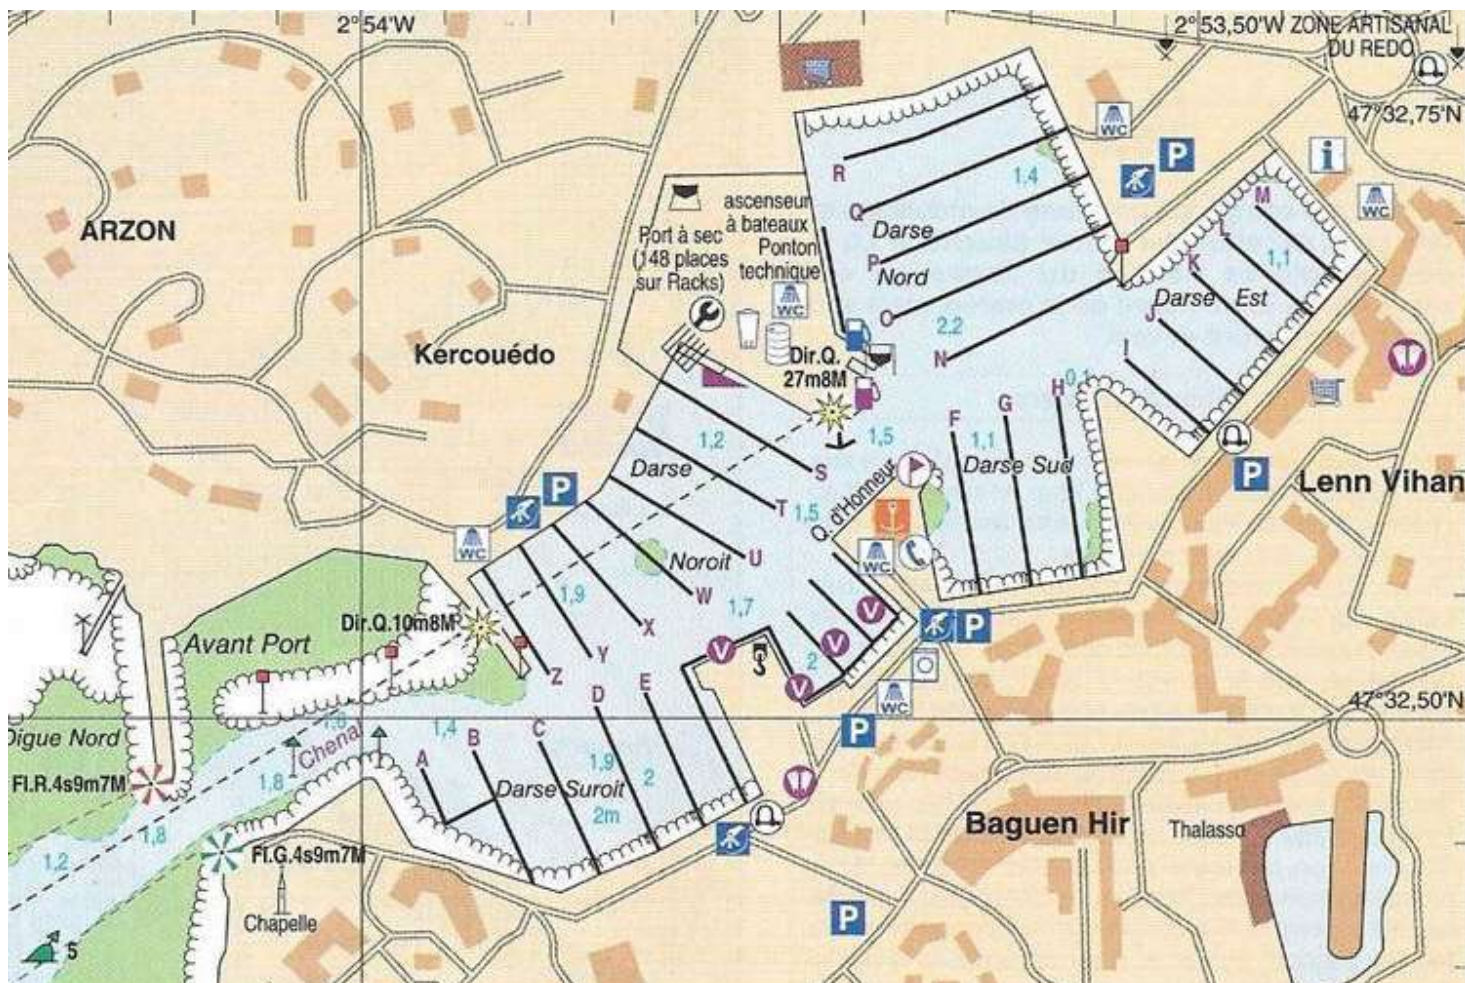 2°54'W
2°53,50'W ZONE ARTISANAL
DU REDO
47°32,75'N
WC
P
i
R
1,4
M
WC
ascenseur
à bateaux
Ponton
technique
Port à sec
(148 places
sur Racks)
Q
Darse
P
Nord
L
K
1,1
ARZON
WC
O
2.2
Darse Est
J
Kercouédo
Dir.Q.
27m8M
N
I
H
0,1
G
F
1,2
1,5
1,1
Darse
S
Darse Sud
Q. d'Honneur
P
P
Lenn Vihan
T
1,5
WC
Noroit
U
WC
1,9
W
1,7
V
Dir.Q.10m8M
X
P
Avant Port
Y
V
V
2
Z
D
E
V
WC
47°32,50'N
1,6
Chenal
1,4
C
P
Digue Nord
B
A
1,9
Fl.R.4s9m7M
1,8
Darse Suroit
2
2m
1,8
Baguen Hir
Thalasso
1,2
Fl.G.4s9m7M
Chapelle
P
5